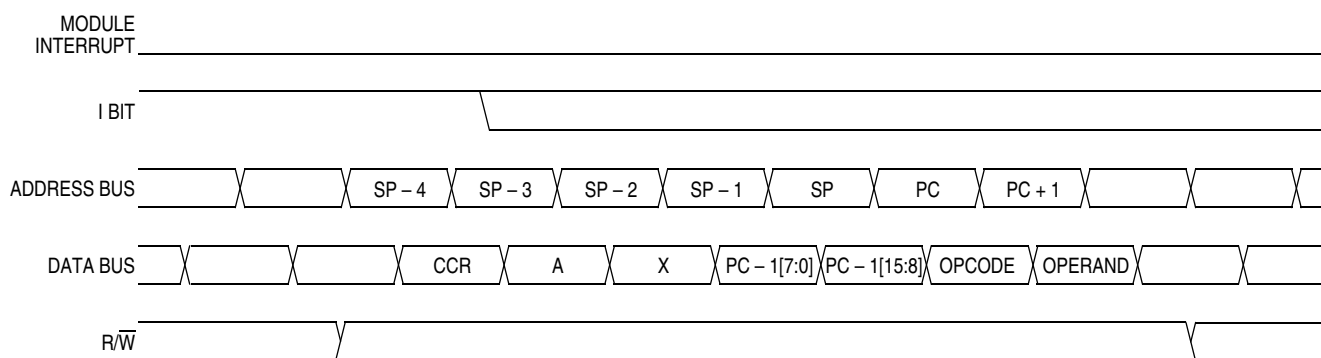 MODULE
INTERRUPT
I BIT
ADDRESS BUS SP – 4 SP – 3 SP – 2 SP – 1 SP PC PC + 1
DATA BUS CCR A X PC – 1[7:0] PC – 1[15:8] OPCODE OPERAND
R/W̅